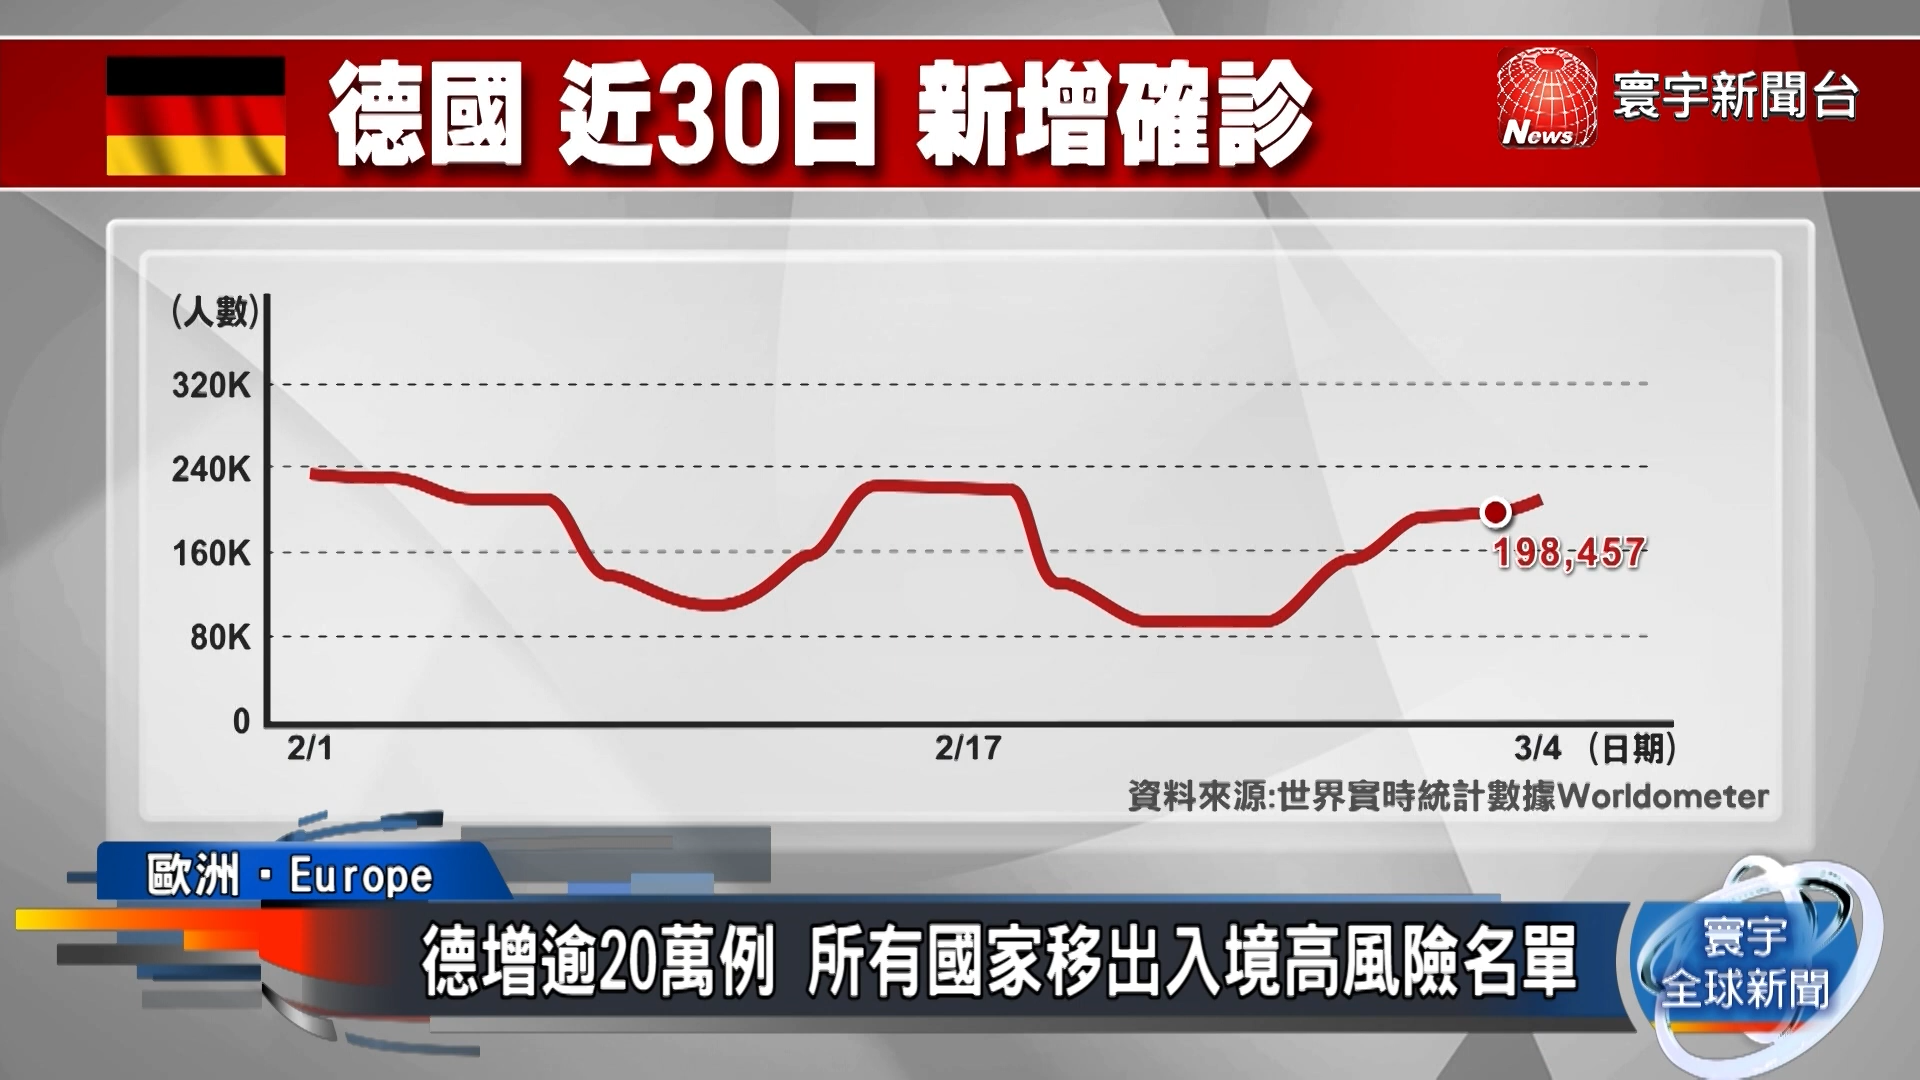 德國 近30日 新增確診
News
寰宇新聞台
(人數)
320K
240K
160K
80K
0
198,457
2/1
2/17
3/4 (日期)
資料來源:世界實時統計數據Worldometer
歐洲·Europe
德增逾20萬例 所有國家移出入境高風險名單
寰宇
全球新聞